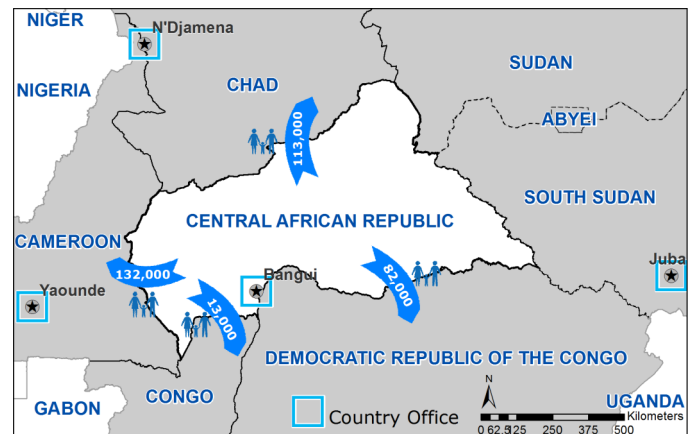 NIGER
N'Djamena
SUDAN
NIGERIA
CHAD
ABYEI
113,000
SOUTH SUDAN
CENTRAL AFRICAN REPUBLIC
CAMEROON
Juba
132,000
Bangui
82,000
Yaounde
13,000
DEMOCRATIC REPUBLIC OF THE CONGO
N
CONGO
UGANDA
GABON
Country Office
Kilometers
0 62.5125 250 375 500